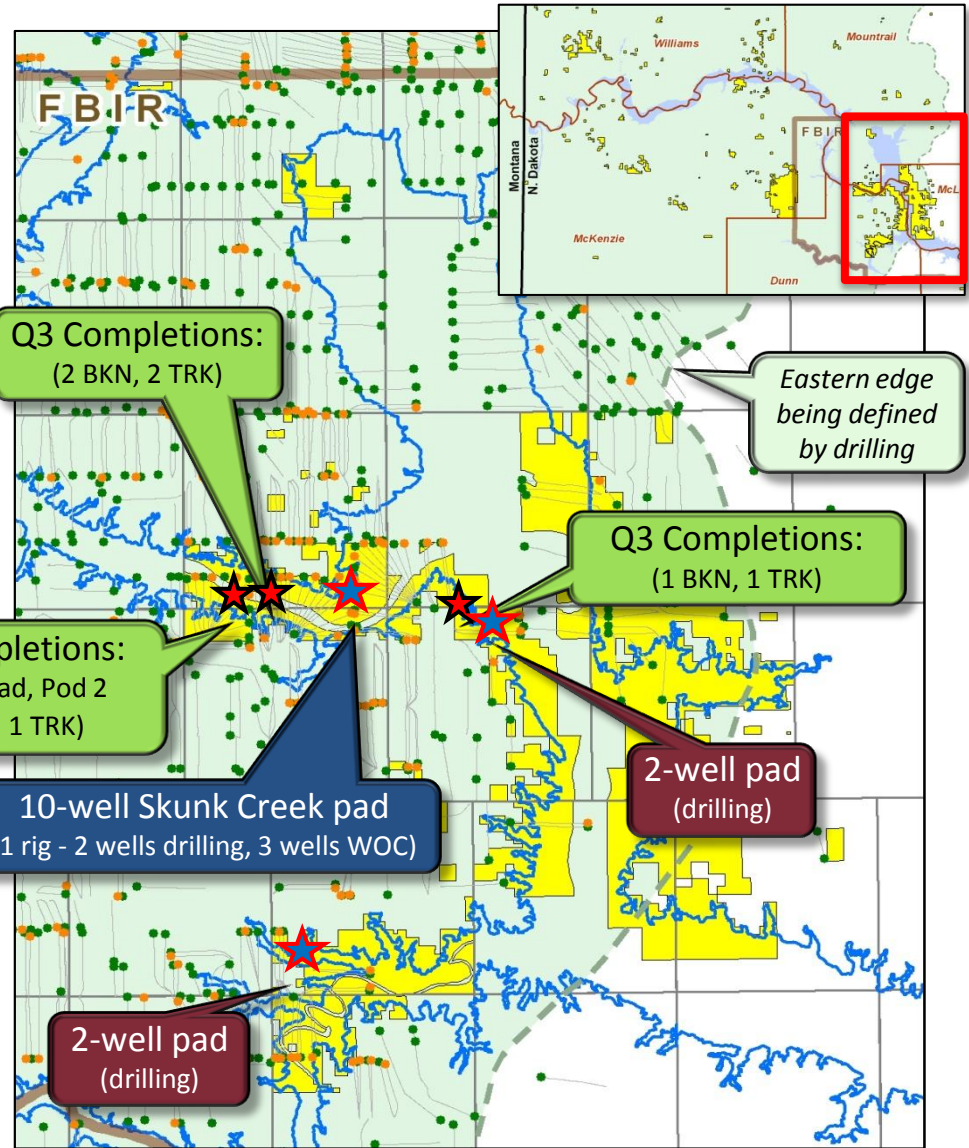 FBIR
Williams
Mountrail
Montana
N. Dakota
FBIR
McL
McKenzie
Dunn
Q3 Completions:
(2 BKN, 2 TRK)
Eastern edge
being defined
by drilling
Q3 Completions:
(1 BKN, 1 TRK)
pletions:
ad, Pod 2
1 TRK)
2-well pad
(drilling)
10-well Skunk Creek pad
1 rig - 2 wells drilling, 3 wells WOC)
2-well pad
(drilling)